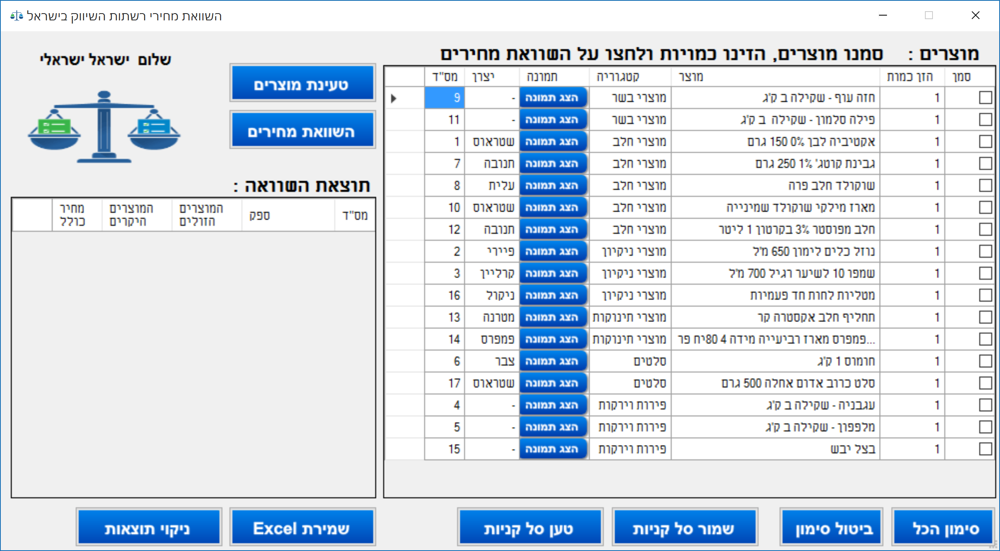 השוואת מחירי רשתות השיווק בישראל
מוצרים : סמנו מוצרים, הזינו כמויות ולחצו על השוואת מחירים
סמן הזן כמות מוצר קטגוריה תמונה יצרן מס"ד
1 חזה עוף - שקילה ב ק'ג מוצרי בשר הצג תמונה - 9
1 פילה סלמון - שקילה ב ק'ג מוצרי בשר הצג תמונה - 11
1 אקטיביה לבן 0% 150 גרם מוצרי חלב הצג תמונה שטראוס 1
1 גבינת קוטג' 1% 250 גרם מוצרי חלב הצג תמונה תנובה 7
1 שוקולד חלב פרה מוצרי חלב הצג תמונה עלית 8
1 מארז מילקי שוקולד שמינייה מוצרי חלב הצג תמונה שטראוס 10
1 חלב מפוסטר 3% בקרטון 1 ליטר מוצרי חלב הצג תמונה תנובה 12
1 נוזל כלים לימון 650 מ'ל מוצרי ניקיון הצג תמונה פיירי 2
1 שמפו 10 לשיער רגיל 700 מ'ל מוצרי ניקיון הצג תמונה קרליין 3
1 מטליות לחות חד פעמיות מוצרי ניקיון הצג תמונה ניקול 16
1 תחליף חלב אקסטרה קר מוצרי תינוקות הצג תמונה מטרנה 13
1 ...פמפרס מארז רביעייה מידה 4 80יח פר מוצרי תינוקות הצג תמונה פמפרס 14
1 חומוס 1 ק'ג סלטים הצג תמונה צבר 6
1 סלט כרוב אדום אחלה 500 גרם סלטים הצג תמונה שטראוס 17
1 עגבניה - שקילה ב ק'ג פירות וירקות הצג תמונה - 4
1 מלפפון - שקילה ב ק'ג פירות וירקות הצג תמונה - 5
1 בצל יבש פירות וירקות הצג תמונה - 15
סימון הכל
ביטול סימון
שמור סל קניות
טען סל קניות
טעינת מוצרים
השוואת מחירים
שלום ישראל ישראלי
תוצאת השוואה :
מס"ד ספק המוצרים הזולים המוצרים היקרים מחיר כולל
שמירת Excel
ניקוי תוצאות